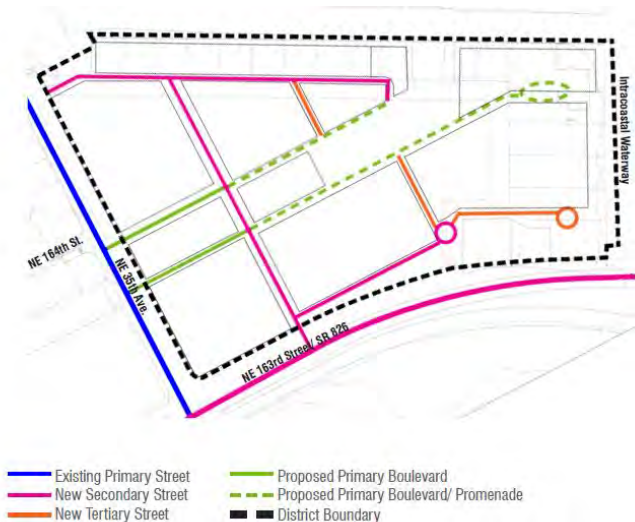 Intracoastal Waterway
NE 164th St.
NE 35th Ave.
NE 163rd Street/ SR 826
Existing Primary Street
New Secondary Street
New Tertiary Street
Proposed Primary Boulevard
Proposed Primary Boulevard/ Promenade
District Boundary